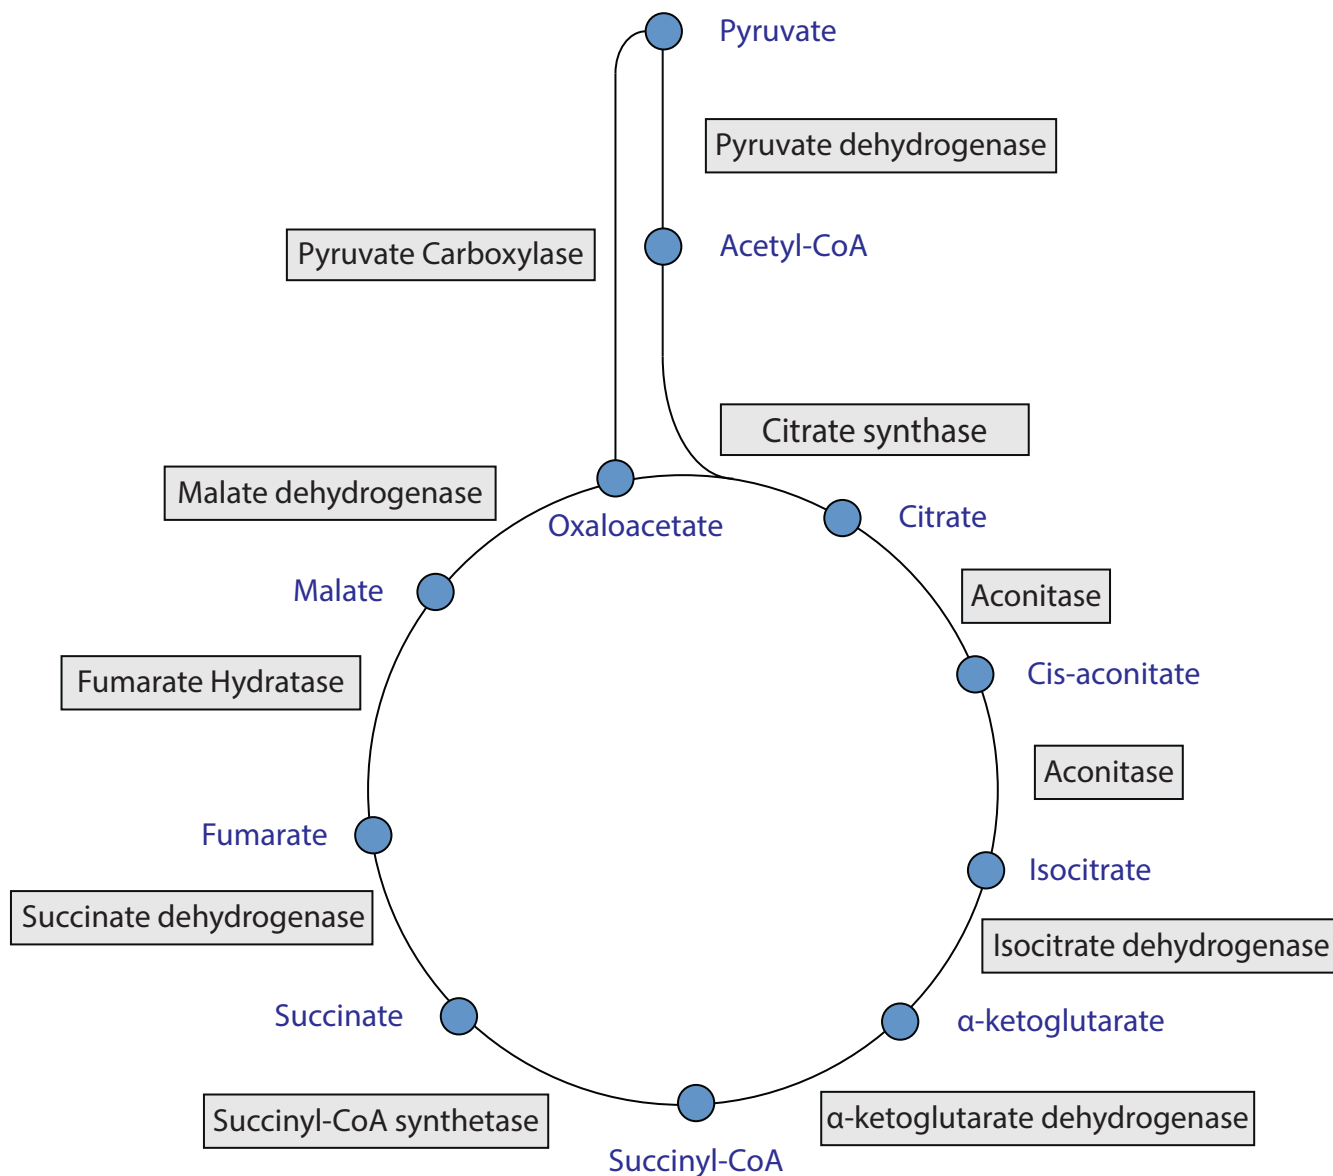 Pyruvate
Pyruvate dehydrogenase
Pyruvate Carboxylase
Acetyl-CoA
Citrate synthase
Malate dehydrogenase
Oxaloacetate
Citrate
Malate
Aconitase
Cis-aconitate
Fumarate Hydratase
Aconitase
Fumarate
Isocitrate
Succinate dehydrogenase
Isocitrate dehydrogenase
Succinate
α-ketoglutarate
Succinyl-CoA synthetase
α-ketoglutarate dehydrogenase
Succinyl-CoA